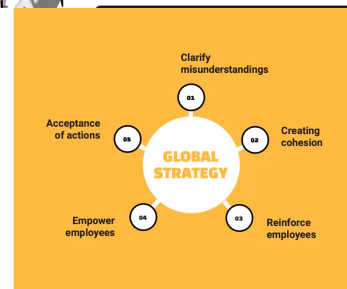 Clarify
misunderstandings
01
Acceptance
of actions
05
Creating
cohesion
02
GLOBAL
STRATEGY
Empower
employees
04
03
Reinforce
employees